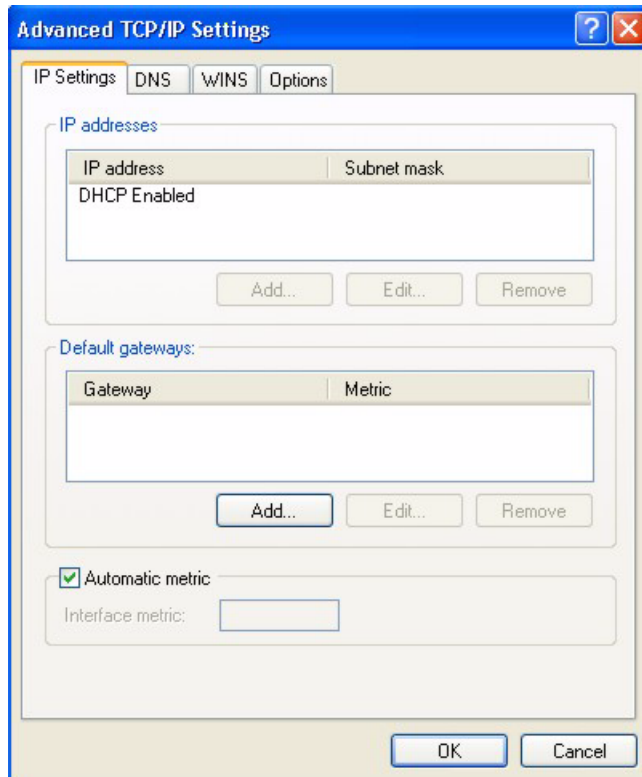 Advanced TCP/IP Settings
IP Settings DNS WINS Options
IP addresses
IP address Subnet mask
DHCP Enabled
Add... Edit... Remove
Default gateways:
Gateway Metric
Add... Edit... Remove
Automatic metric
Interface metric:
OK Cancel